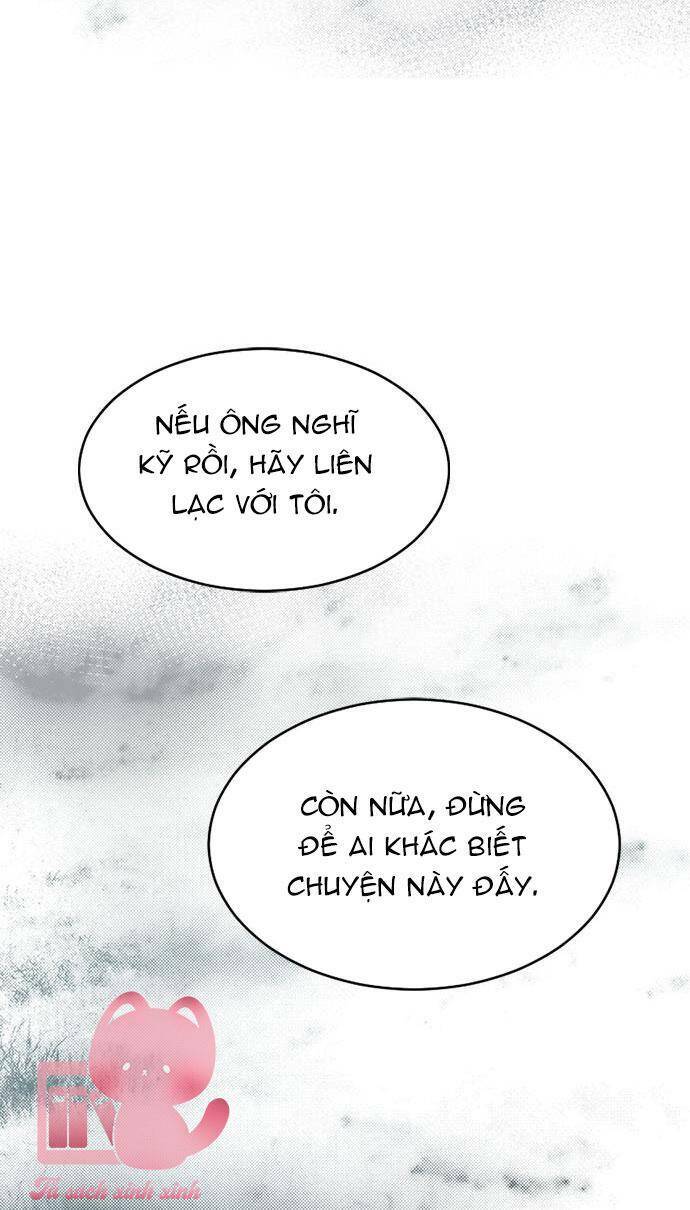 NẾU ÔNG NGHĨ
KỸ RỒI, HÃY LIÊN
LẠC VỚI TÔI.
CÒN NỮA, ĐỪNG
ĐỂ AI KHÁC BIẾT
CHUYỆN NÀY ĐẤY.
Tủ sách xinh xinh